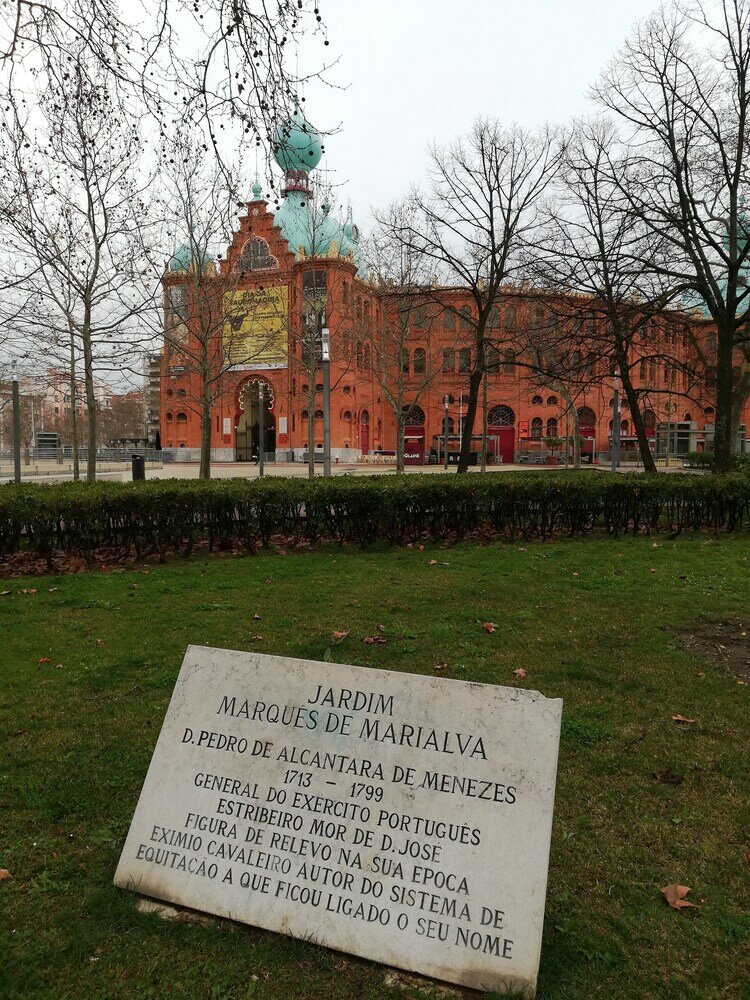 JARDIM
MARQUÊS DE MARIALVA
D. PEDRO DE ALCANTARA DE MENEZES
1713 – 1799
GENERAL DO EXERCITO PORTUGUÊS
ESTRIBEIRO MOR DE D. JOSÉ
FIGURA DE RELEVO NA SUA EPOCA
EXIMIO CAVALEIRO AUTOR DO SISTEMA DE
EQUITAÇÃO A QUE FICOU LIGADO O SEU NOME